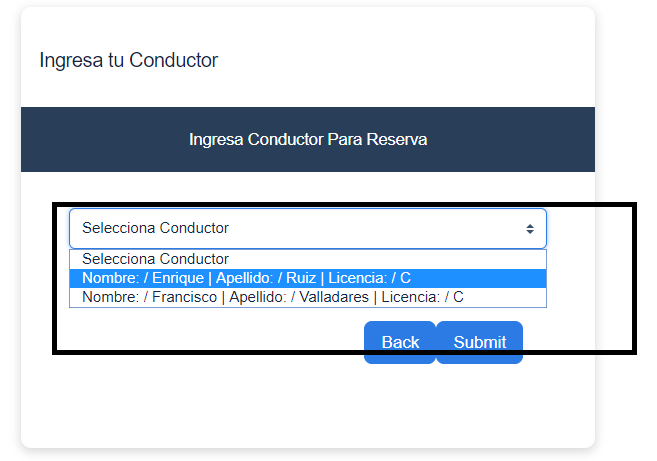 Ingresa tu Conductor
Ingresa Conductor Para Reserva
Selecciona Conductor
Selecciona Conductor
Nombre: / Enrique | Apellido: / Ruiz | Licencia: / C
Nombre: / Francisco | Apellido: / Valladares | Licencia: / C
Back Submit